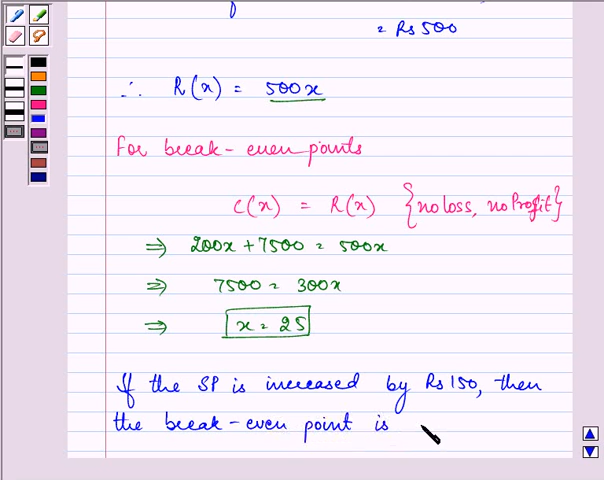 = Rs 500
∴ R(x) = 500x
For break-even points
C(x) = R(x) {no loss, no Profit}
⇒ 200x + 7500 = 500x
⇒ 7500 = 300x
⇒ x = 25
If the SP is increased by Rs 150, then
the break-even point is